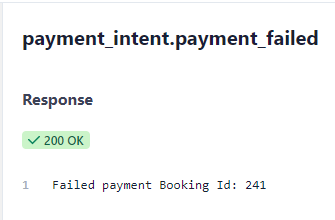 payment_intent.payment_failed
Response
200 OK
1 Failed payment Booking Id: 241